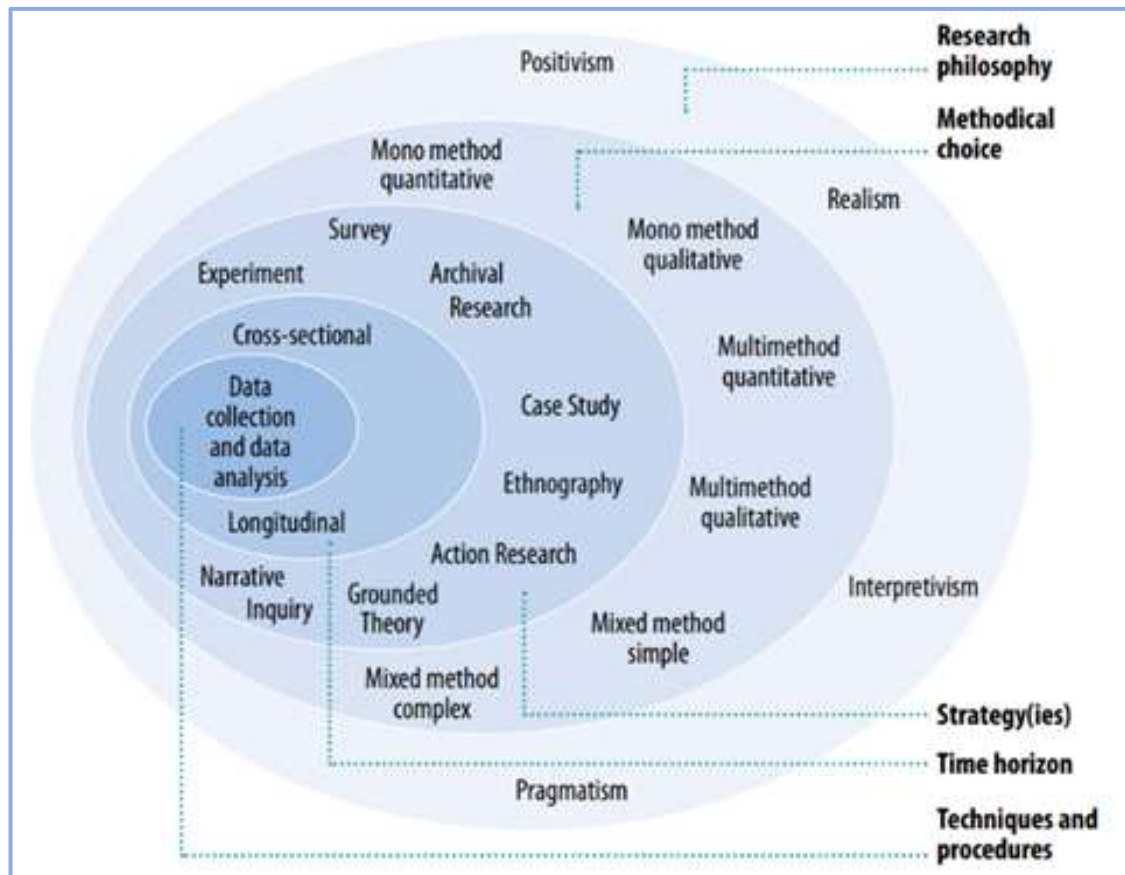 Positivism
Research
philosophy
Methodical
choice
Mono method
quantitative
Realism
Survey
Mono method
qualitative
Experiment
Archival
Research
Cross-sectional
Multimethod
quantitative
Data
collection
and data
analysis
Case Study
Ethnography
Multimethod
qualitative
Longitudinal
Action Research
Narrative
Inquiry
Grounded
Theory
Interpretivism
Mixed method
simple
Mixed method
complex
Strategy(ies)
Time horizon
Pragmatism
Techniques and
procedures